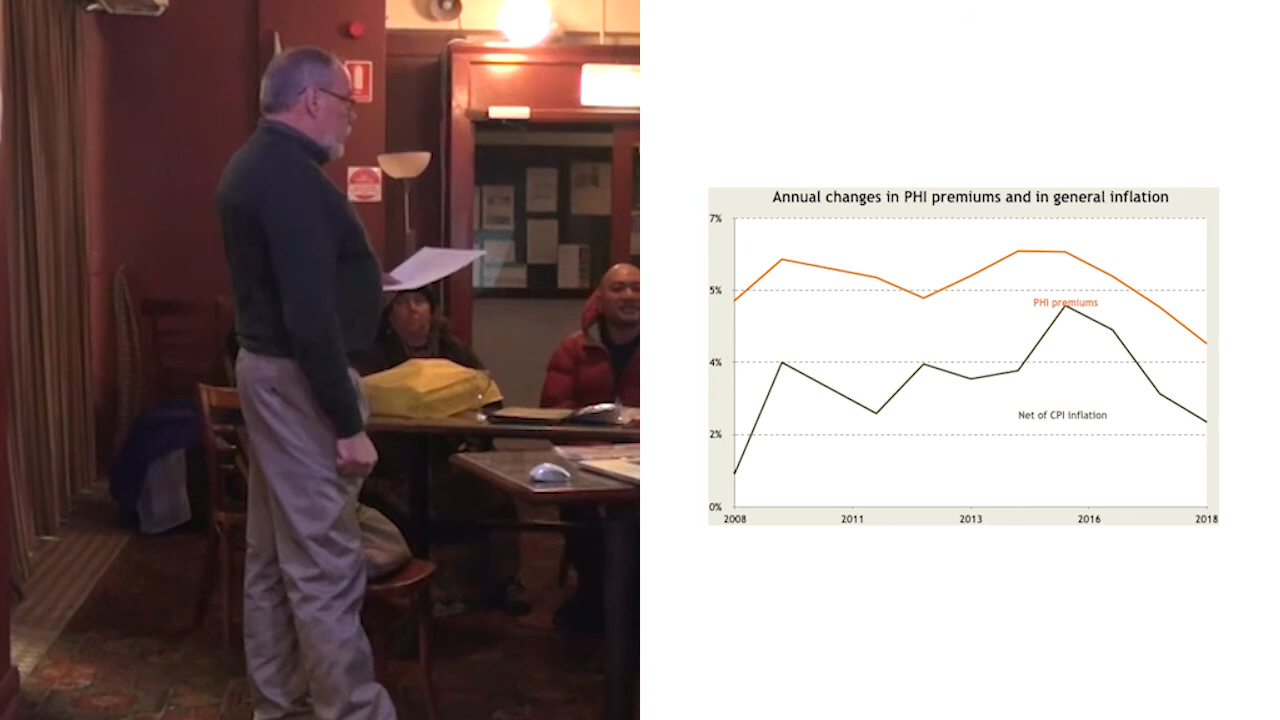 Annual changes in PHI premiums and in general inflation
7%
5%
PHI premiums
4%
Net of CPI inflation
2%
0%
2008 2011 2013 2016 2018